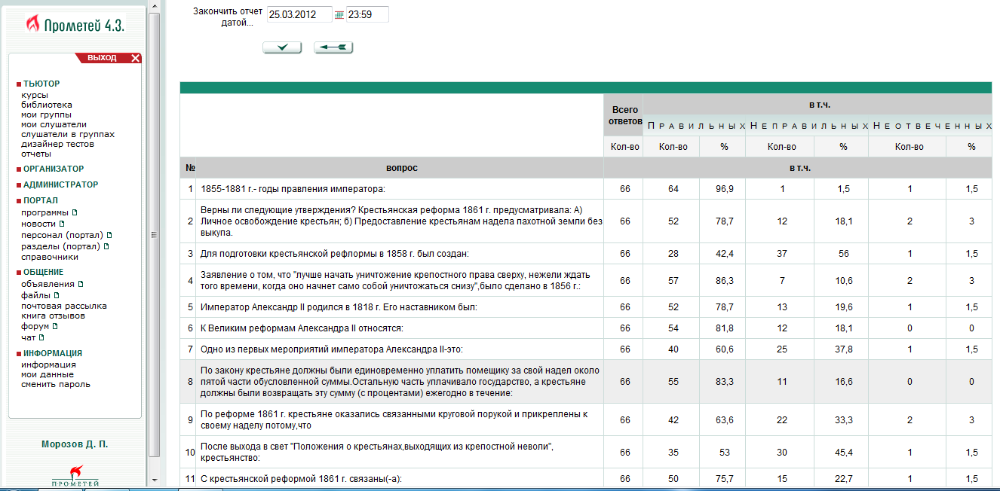 Прометей 4.3.
ВЫХОД
ТЬЮТОР
курсы
библиотека
мои группы
мои слушатели
слушатели в группах
дизайнер тестов
отчеты
ОРГАНИЗАТОР
АДМИНИСТРАТОР
ПОРТАЛ
программы
новости
персонал (портал)
разделы (портал)
справочники
ОБЩЕНИЕ
объявления
файлы
почтовая рассылка
книга отзывов
форум
чат
ИНФОРМАЦИЯ
информация
мои данные
сменить пароль
Морозов Д. П.
ПРОМЕТЕЙ
Закончить отчет
датой...
25.03.2012 23:59
Всего
ответов
в т.ч.
Правильных Неправильных Неотвеченных
Кол-во Кол-во % Кол-во % Кол-во %
№ вопрос в т.ч.
1 1855-1881 г.- годы правления императора: 66 64 96,9 1 1,5 1 1,5
Верны ли следующие утверждения? Крестьянская реформа 1861 г. предусматривала: А)
2 Личное освобождение крестьян; б) Предоставление крестьянам надела пахотной земли без 66 52 78,7 12 18,1 2 3
выкупа.
3 Для подготовки крестьянской рефлормы в 1858 г. был создан: 66 28 42,4 37 56 1 1,5
4 Заявление о том, что "лучше начать уничтожение крепостного права сверху, нежели ждать
того времени, когда оно начнет само собой уничтожаться снизу",было сделано в 1856 г.: 66 57 86,3 7 10,6 2 3
5 Император Александр II родился в 1818 г. Его наставником был: 66 52 78,7 13 19,6 1 1,5
6 К Великим реформам Александра II относятся: 66 54 81,8 12 18,1 0 0
7 Одно из первых мероприятий императора Александра II-это: 66 40 60,6 25 37,8 1 1,5
По закону крестьяне должны были единовременно уплатить помещику за свой надел около
8 пятой части обусловленной суммы.Остальную часть уплачивало государство, а крестьяне 66 55 83,3 11 16,6 0 0
должны были возвращать эту сумму (с процентами) ежегодно в течение:
9 По реформе 1861 г. крестьяне оказались связанными круговой порукой и прикреплены к
своему наделу потому,что 66 42 63,6 22 33,3 2 3
10 После выхода в свет "Положения о крестьянах,выходящих из крепостной неволи",
крестьянство: 66 35 53 30 45,4 1 1,5
11 С крестьянской реформой 1861 г. связаны(-а): 66 50 75,7 15 22,7 1 1,5